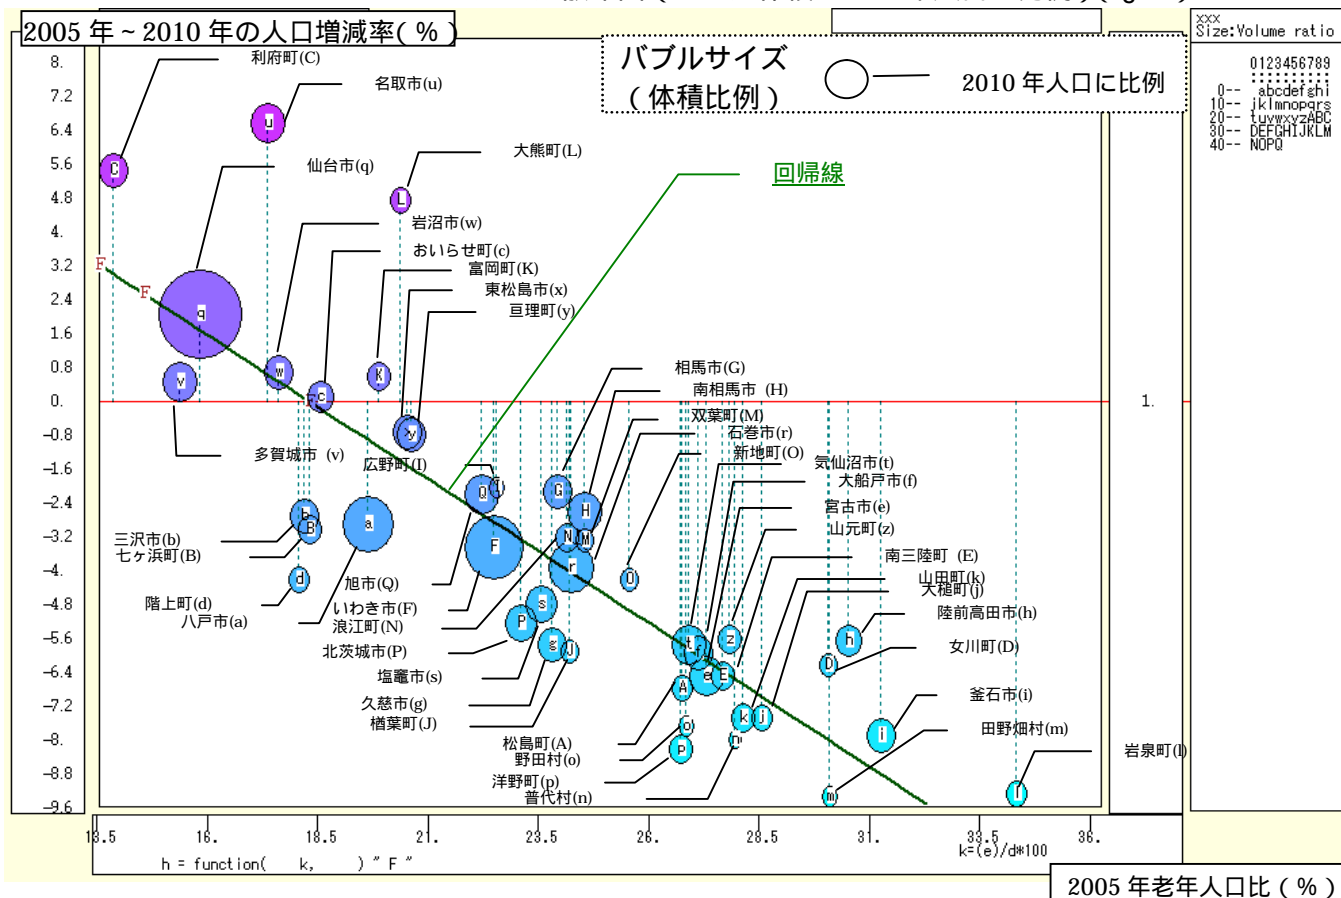 2005 年~2010 年の人口増減率(%)
xxx
Size:Volume ratio
0123456789
0-- abcdefghi
10-- jklmnopqrs
20-- tuvwxyzABC
30-- DEFGHIJKLM
40-- NOPQ
バブルサイズ
(体積比例)
2010 年人口に比例
利府町(C)
名取市(u)
大熊町(L)
仙台市(q)
回帰線
岩沼市(w)
おいらせ町(c)
富岡町(K)
東松島市(x)
亘理町(y)
相馬市(G)
南相馬市 (H)
双葉町(M)
石巻市(r)
新地町(O)
多賀城市 (v)
広野町(I)
気仙沼市(t)
大船戸市(f)
宮古市(e)
山元町(z)
南三陸町 (E)
山田町(k)
大槌町(j)
陸前高田市(h)
女川町(D)
釜石市(i)
田野畑村(m)
岩泉町(l)
三沢市(b)
七ヶ浜町(B)
階上町(d)
八戸市(a)
旭市(Q)
いわき市(F)
浪江町(N)
北茨城市(P)
塩竈市(s)
久慈市(g)
楢葉町(J)
松島町(A)
野田村(o)
洋野町(p)
普代村(n)
8.
7.2
6.4
5.6
4.8
4.
3.2
2.4
1.6
0.8
0.
-0.8
-1.6
-2.4
-3.2
-4.
-4.8
-5.6
-6.4
-7.2
-8.
-8.8
-9.6
1.
13.5 16. 18.5 21. 23.5 26. 28.5 31. 33.5 36.
h = function( k, ) " F "
k=(e)/d*100
2005 年老年人口比(%)